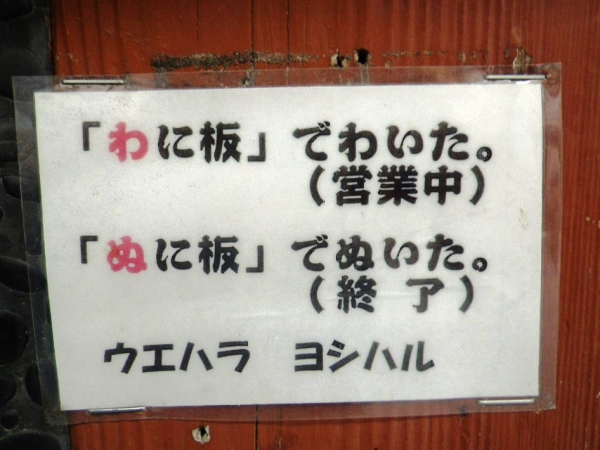 「わに板」でわいた。
(営業中)
「ぬに板」でぬいた。
(終 了)
ウエハラ ヨシハル